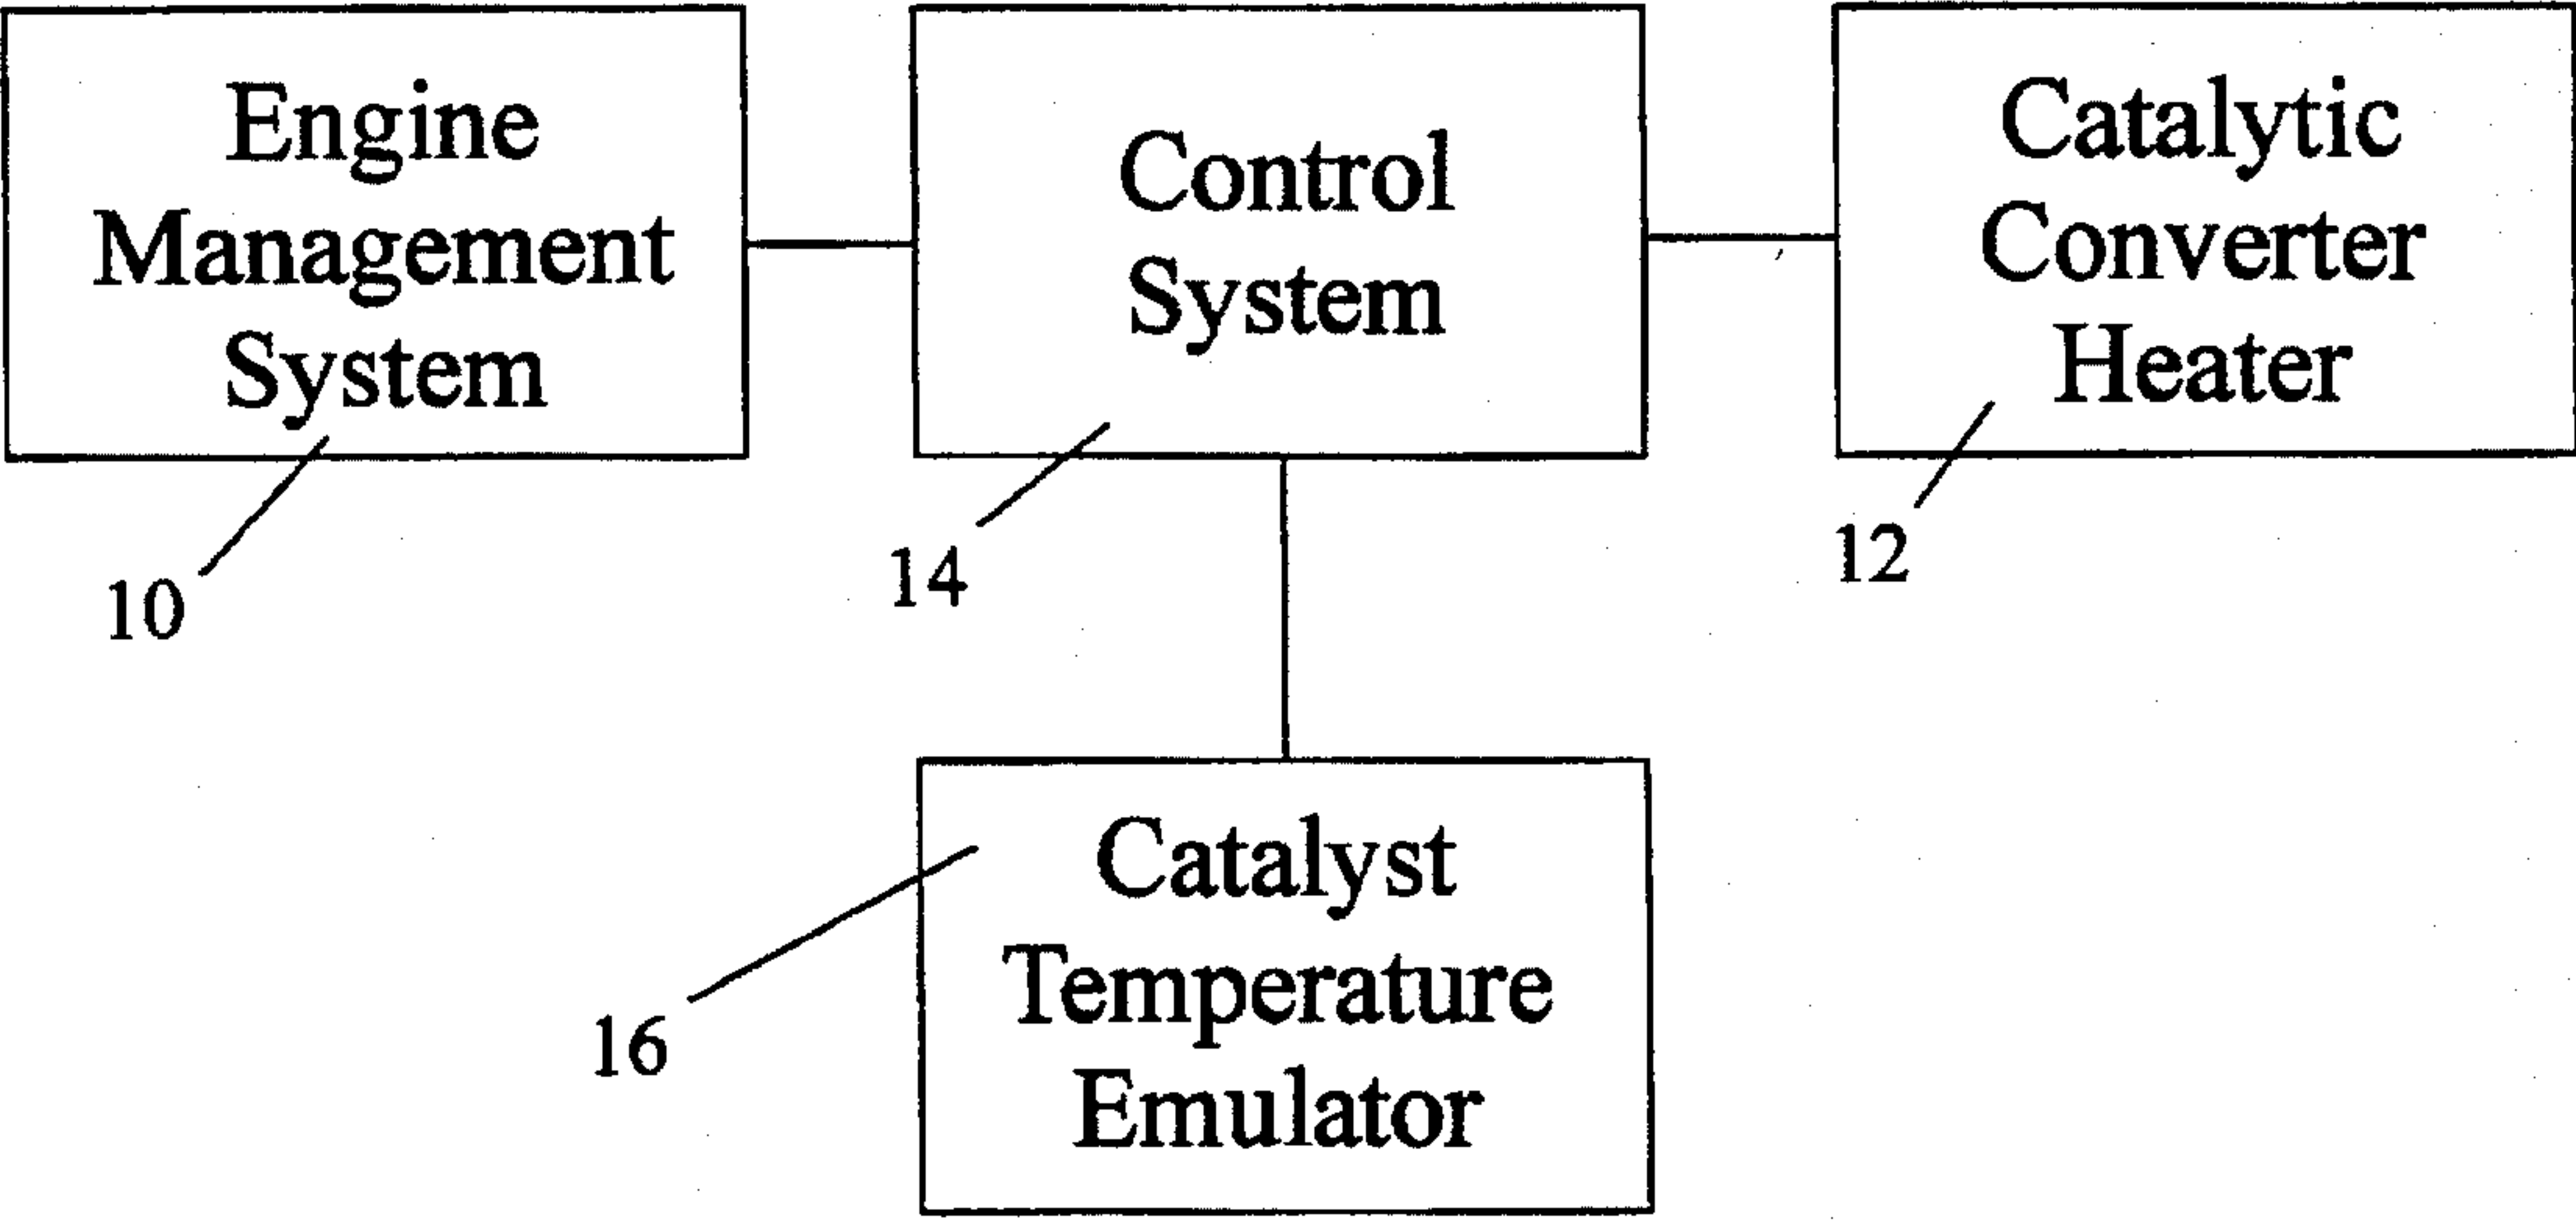 Engine
Management
System
10
Control
System
14
Catalytic
Converter
Heater
12
Catalyst
Temperature
Emulator
16